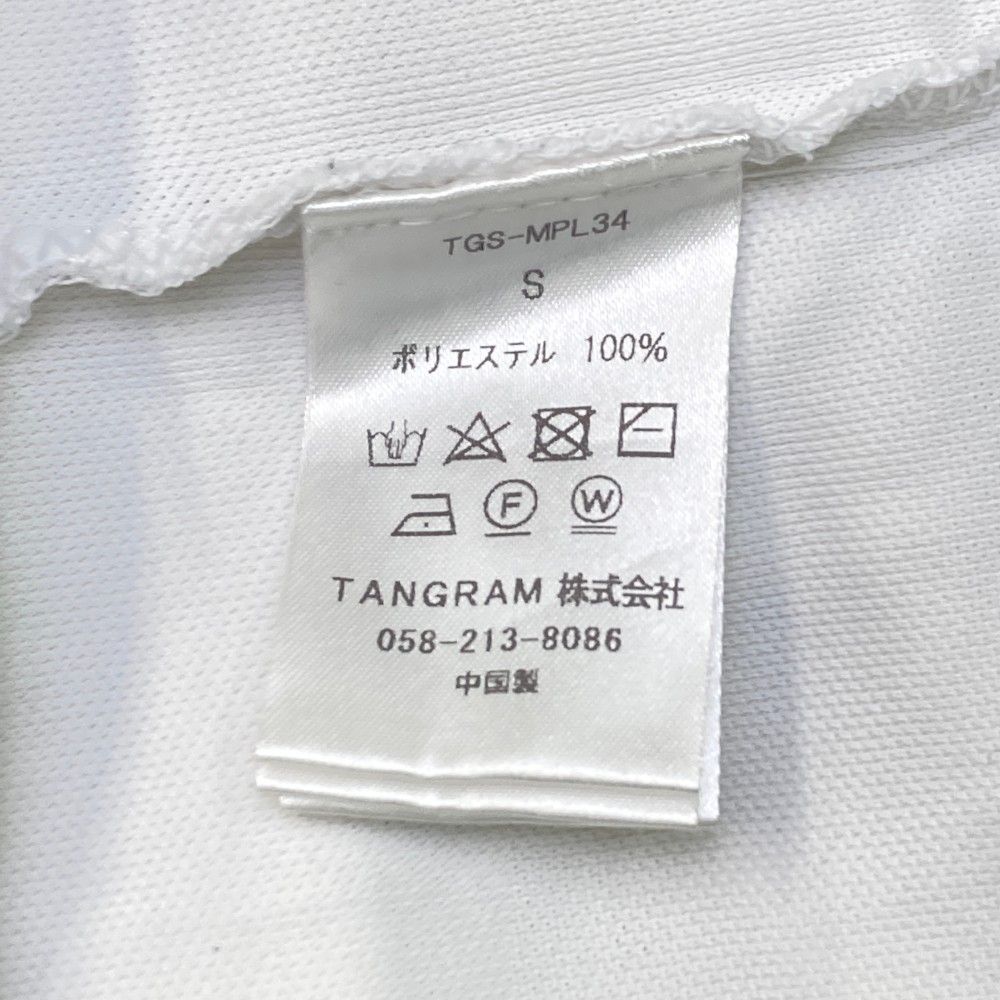 TGS-MPL34
S
ポリエステル 100%
F W
TANGRAM 株式会社
058-213-8086
中国製